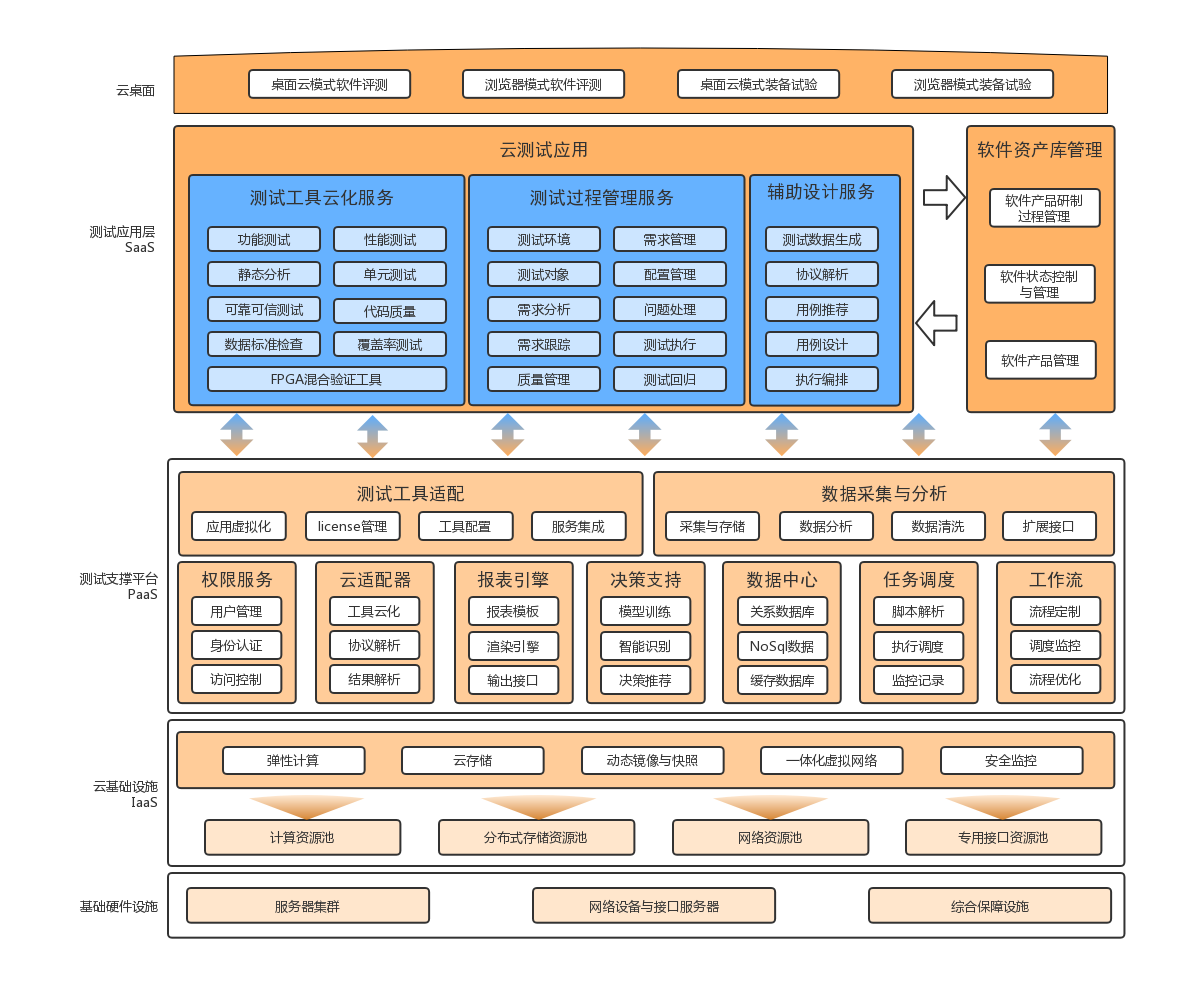 云桌面
桌面云模式软件评测
浏览器模式软件评测
桌面云模式装备试验
浏览器模式装备试验
测试应用层
SaaS
云测试应用
测试工具云化服务
功能测试
性能测试
静态分析
单元测试
可靠可信测试
代码质量
数据标准检查
覆盖率测试
FPGA混合验证工具
测试过程管理服务
测试环境
需求管理
测试对象
配置管理
需求分析
问题处理
需求跟踪
测试执行
质量管理
测试回归
辅助设计服务
测试数据生成
协议解析
用例推荐
用例设计
执行编排
软件资产库管理
软件产品研制
过程管理
软件状态控制
与管理
软件产品管理
测试支撑平台
PaaS
测试工具适配
应用虚拟化
license管理
工具配置
服务集成
数据采集与分析
采集与存储
数据分析
数据清洗
扩展接口
权限服务
用户管理
身份认证
访问控制
云适配器
工具云化
协议解析
结果解析
报表引擎
报表模板
渲染引擎
输出接口
决策支持
模型训练
智能识别
决策推荐
数据中心
关系数据库
NoSql数据
缓存数据库
任务调度
脚本解析
执行调度
监控记录
工作流
流程定制
调度监控
流程优化
云基础设施
IaaS
弹性计算
云存储
动态镜像与快照
一体化虚拟网络
安全监控
计算资源池
分布式存储资源池
网络资源池
专用接口资源池
基础硬件设施
服务器集群
网络设备与接口服务器
综合保障设施